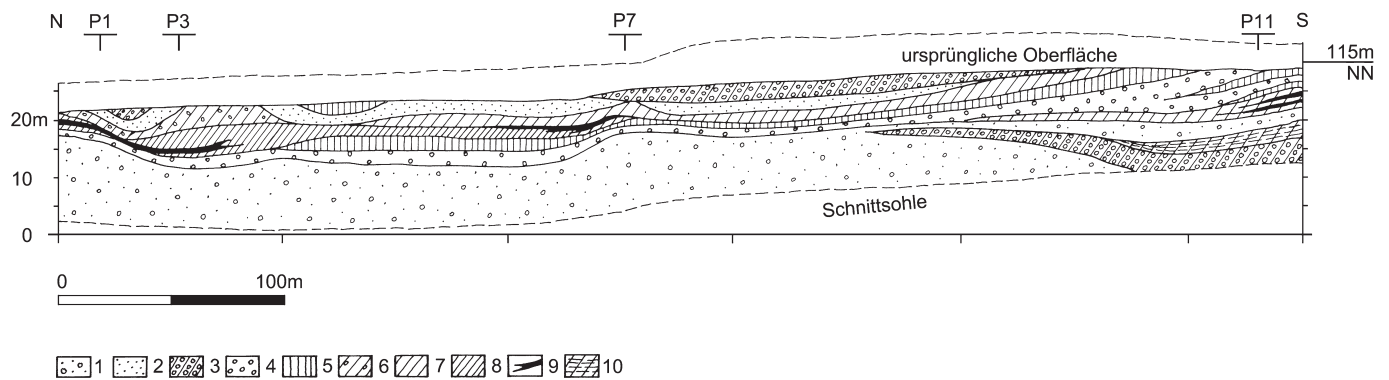 N P1 P3 P7 P11 S
ursprüngliche Oberfläche
115m
NN
20m
10
Schnittsohle
0
0 100m
1 2 3 4 5 6 7 8 9 10